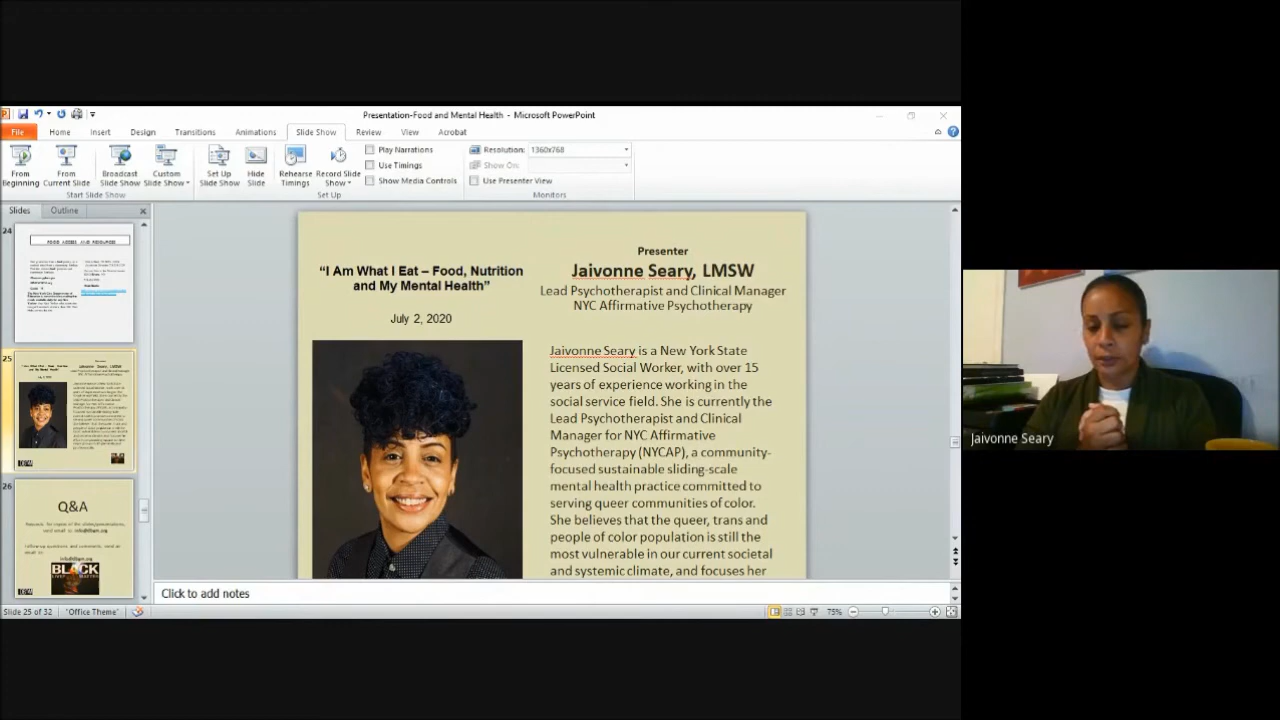 Presentation-Food and Mental Health - Microsoft PowerPoint
File Home Insert Design Transitions Animations Slide Show Review View Acrobat
From Beginning
From Current Slide
Broadcast Slide Show
Custom Slide Show
Start Slide Show
Set Up Slide Show
Hide Slide
Rehearse Timings
Record Slide Show
Play Narrations
Use Timings
Show Media Controls
Set Up
Resolution: 1360x768
Show On:
Use Presenter View
Monitors
Slides Outline
24
FOOD ACCESS AND RESOURCES
25
26
Q&A
BLACK
“I Am What I Eat – Food, Nutrition
and My Mental Health”
July 2, 2020
Presenter
Jaivonne Seary, LMSW
Lead Psychotherapist and Clinical Manager
NYC Affirmative Psychotherapy
Jaivonne Seary is a New York State
Licensed Social Worker, with over 15
years of experience working in the
social service field. She is currently the
Lead Psychotherapist and Clinical
Manager for NYC Affirmative
Psychotherapy (NYCAP), a community-
focused sustainable sliding-scale
mental health practice committed to
serving queer communities of color.
She believes that the queer, trans and
people of color population is still the
most vulnerable in our current societal
and systemic climate, and focuses her
Click to add notes
Slide 25 of 32 "Office Theme" 75%
Jaivonne Seary